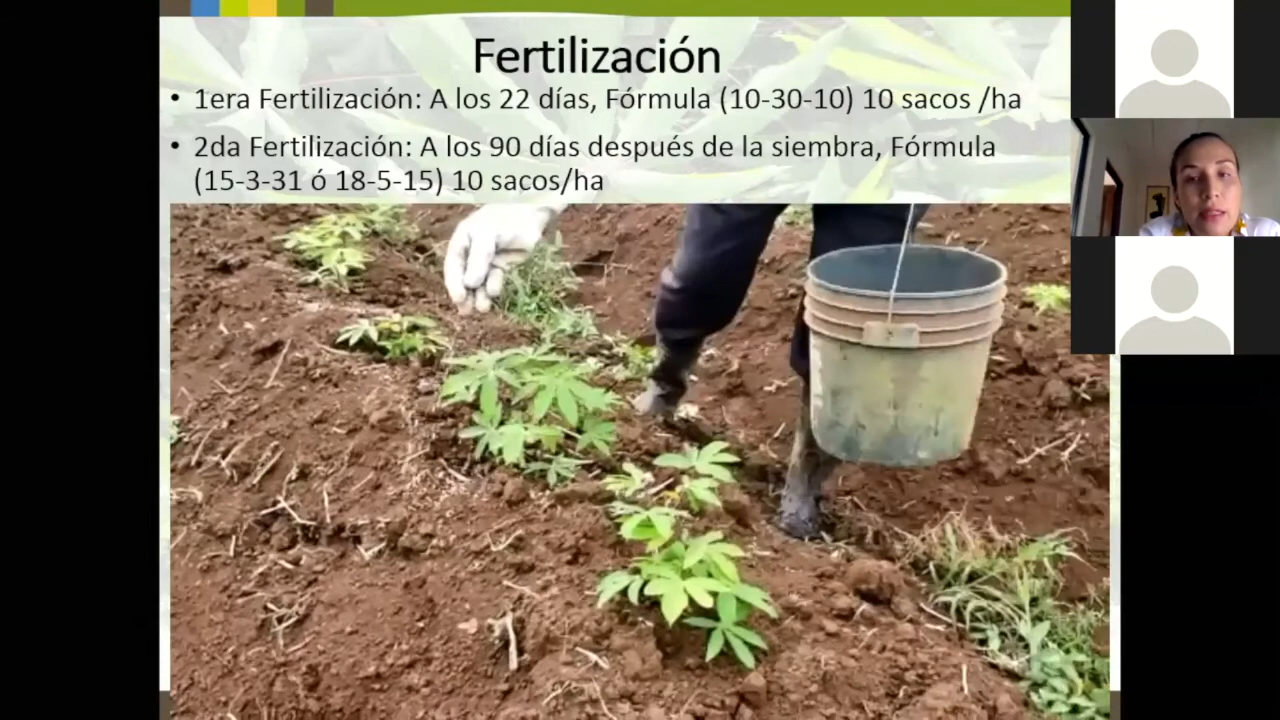 Fertilización
• 1era Fertilización: A los 22 días, Fórmula (10-30-10) 10 sacos /ha
• 2da Fertilización: A los 90 días después de la siembra, Fórmula
(15-3-31 ó 18-5-15) 10 sacos/ha